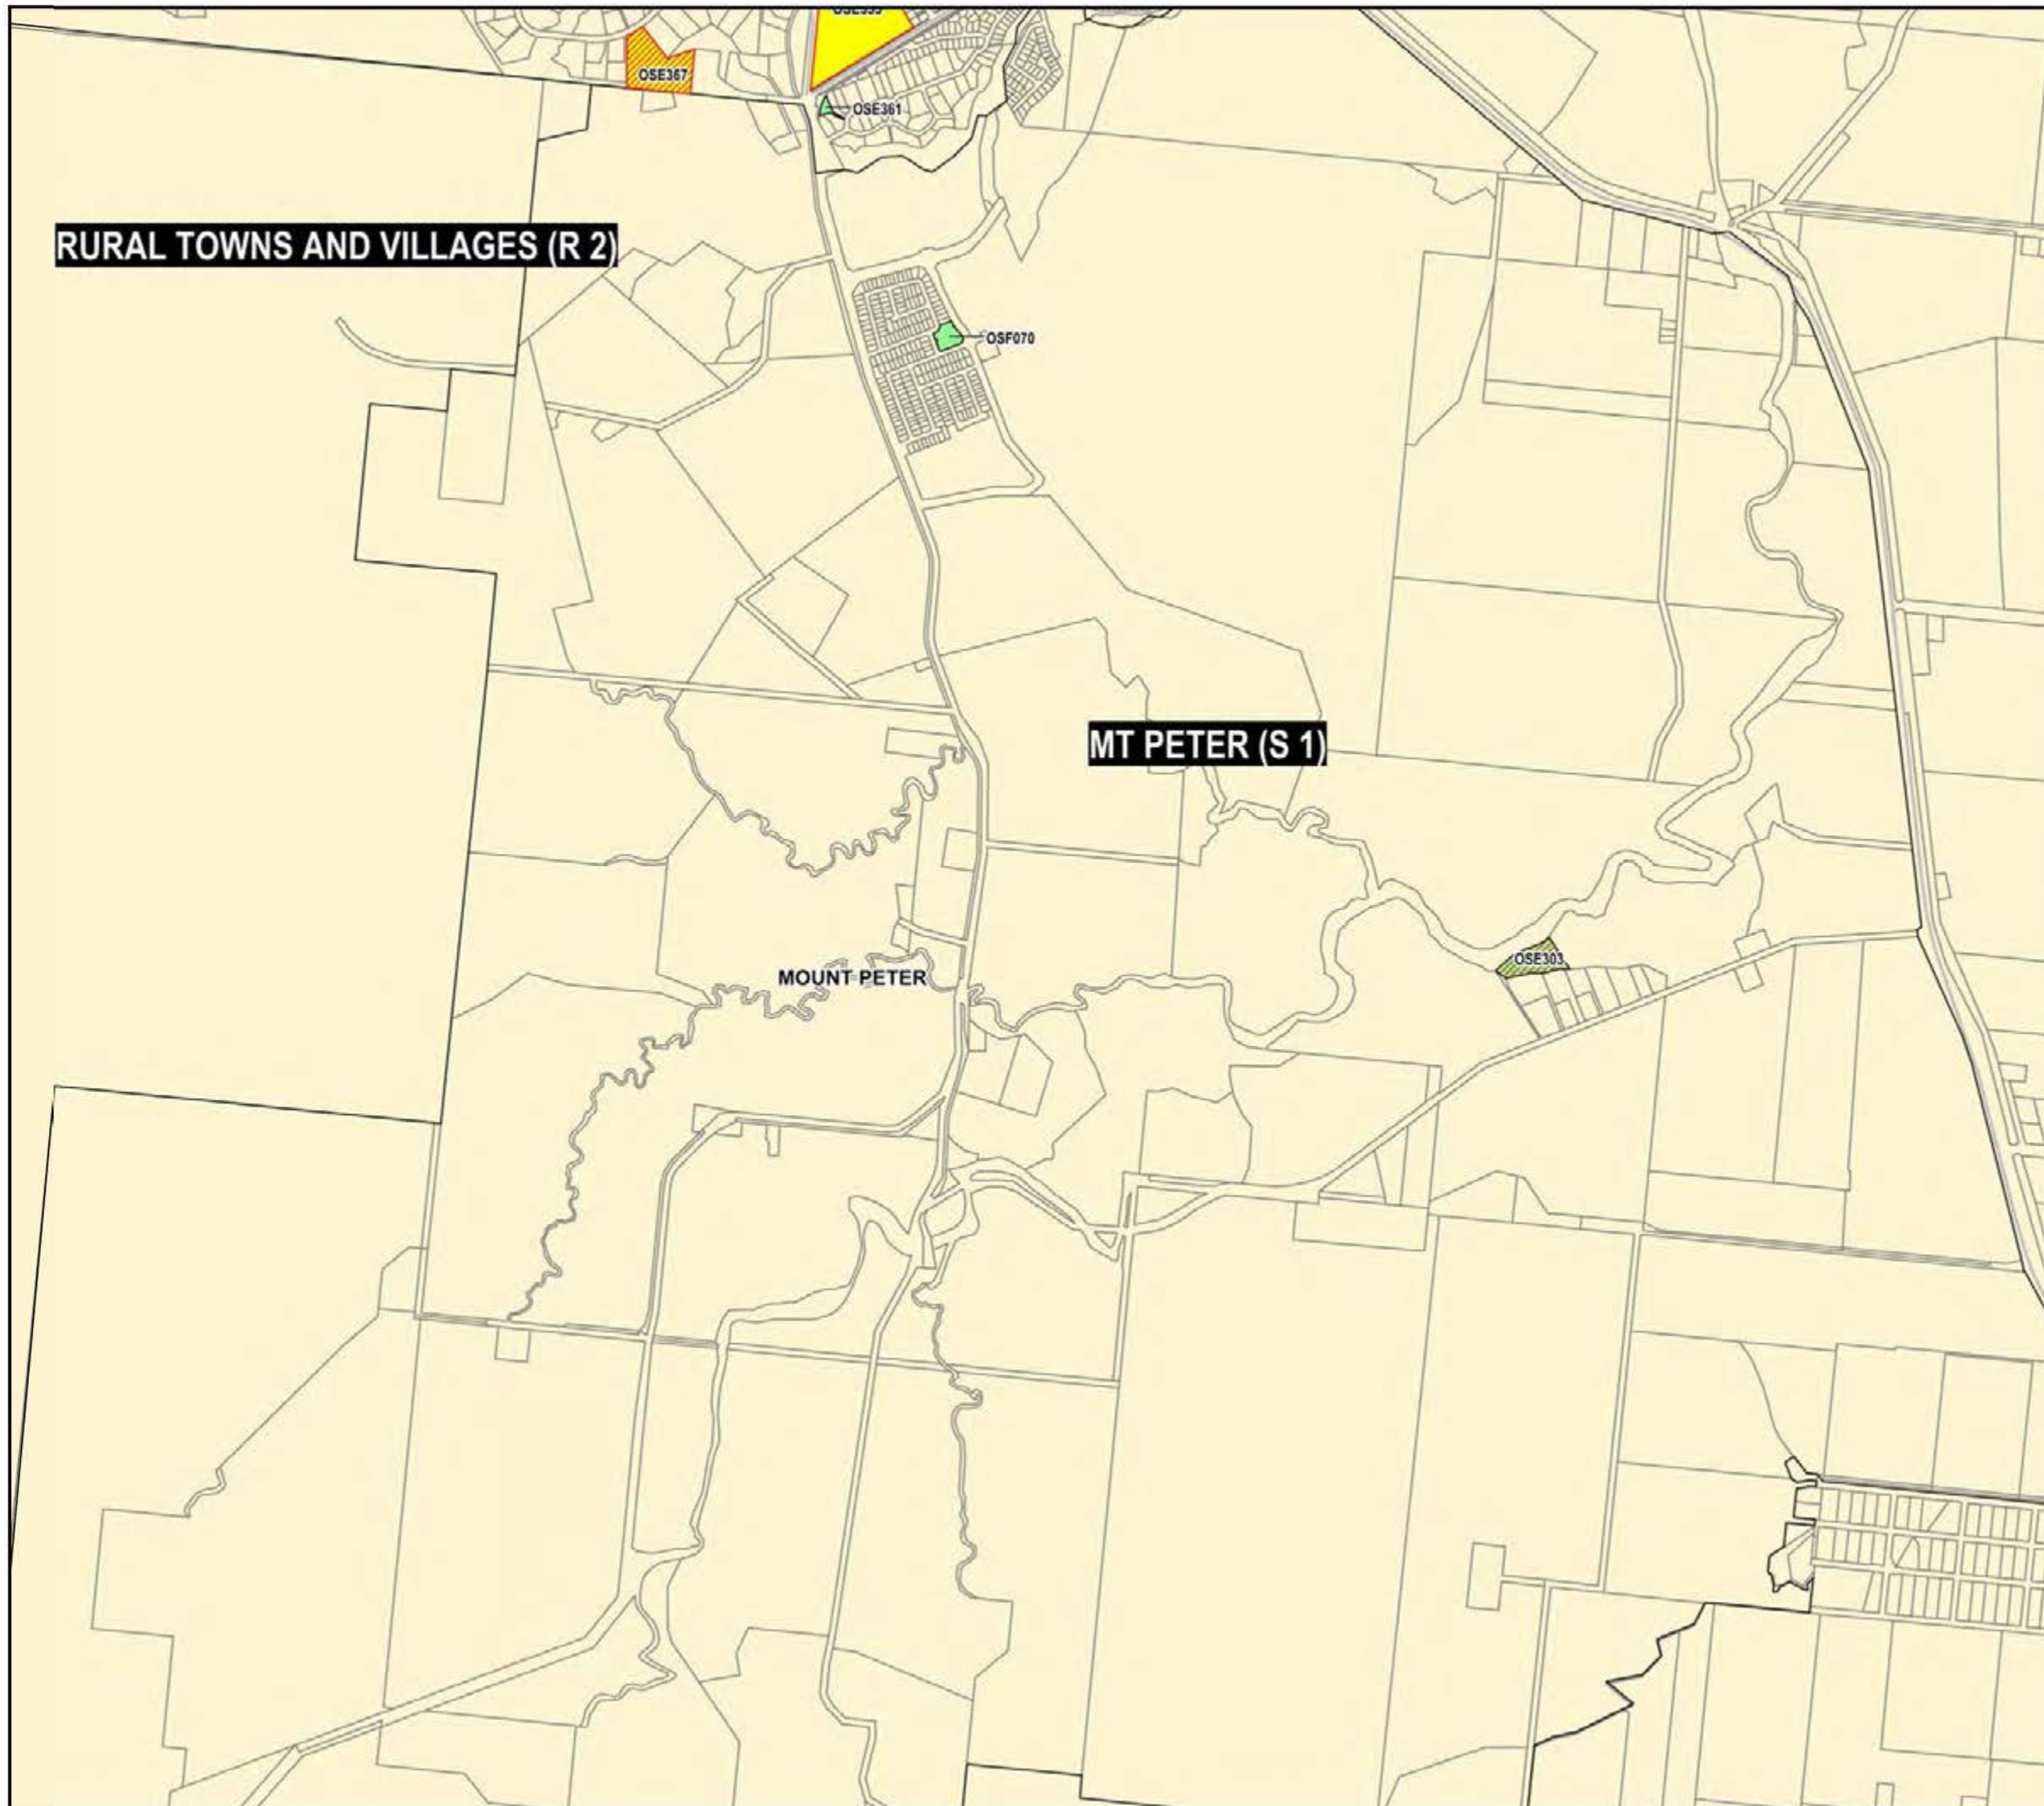 OSE367
OSE361
RURAL TOWNS AND VILLAGES (R 2)
OSF070
MT PETER (S 1)
OSE303
MOUNT PETER